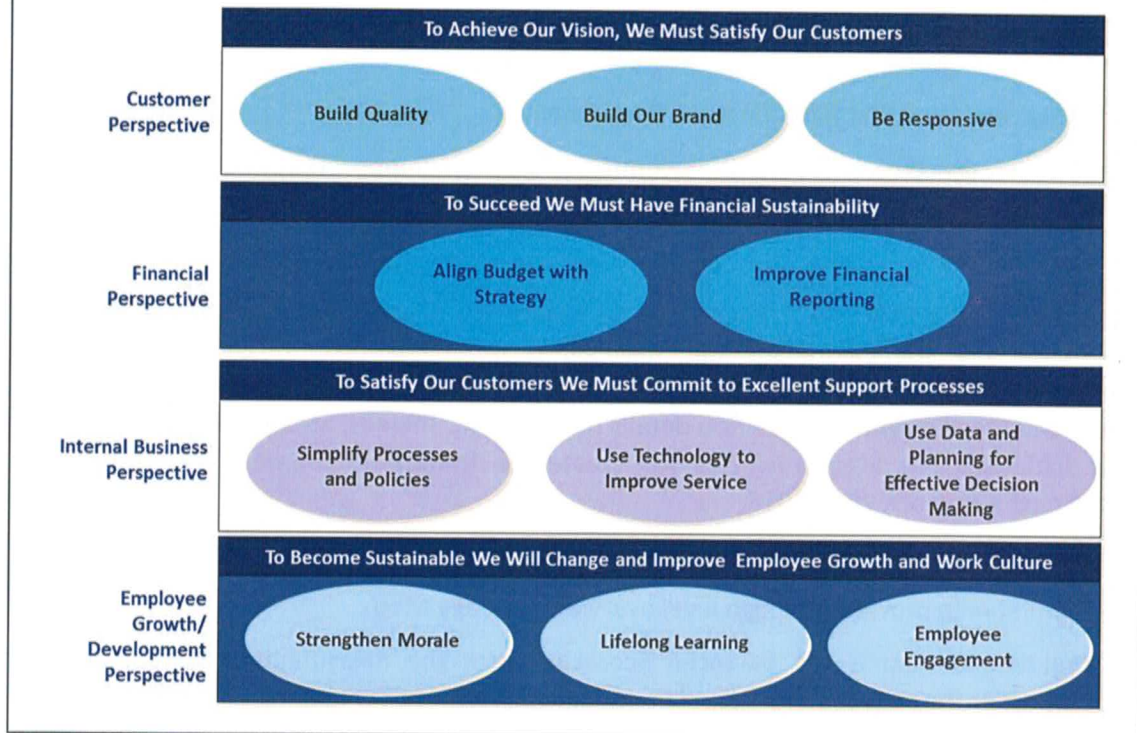 To Achieve Our Vision, We Must Satisfy Our Customers
Customer
Perspective
Build Quality
Build Our Brand
Be Responsive
To Succeed We Must Have Financial Sustainability
Financial
Perspective
Align Budget with
Strategy
Improve Financial
Reporting
To Satisfy Our Customers We Must Commit to Excellent Support Processes
Internal Business
Perspective
Simplify Processes
and Policies
Use Technology to
Improve Service
Use Data and
Planning for
Effective Decision
Making
To Become Sustainable We Will Change and Improve Employee Growth and Work Culture
Employee
Growth/
Development
Perspective
Strengthen Morale
Lifelong Learning
Employee
Engagement